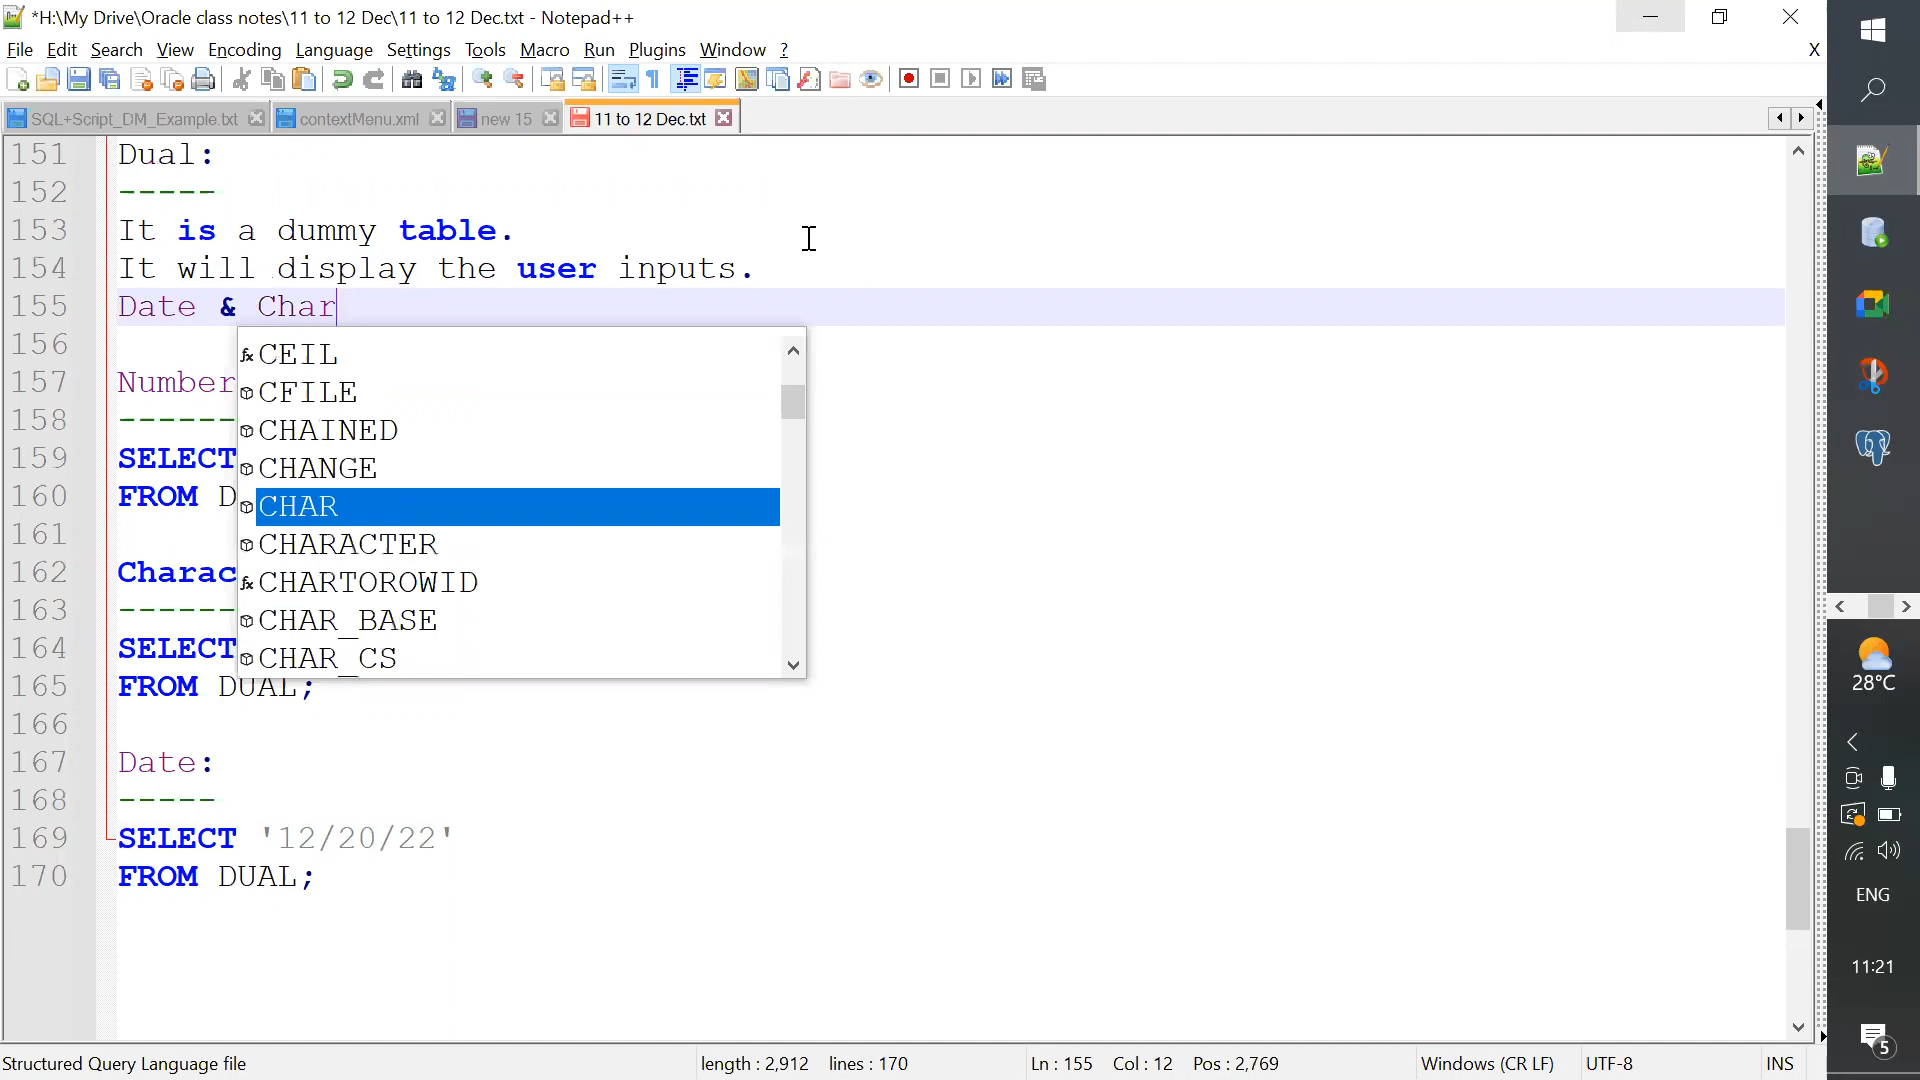 *H:\My Drive\Oracle class notes\11 to 12 Dec\11 to 12 Dec.txt - Notepad++
File Edit Search View Encoding Language Settings Tools Macro Run Plugins Window ? X
SQL+Script_DM_Example.txt contextMenu.xml new 15 11 to 12 Dec.txt
151 Dual:
152 -----
153 It is a dummy table.
154 It will display the user inputs.
155 Date & Char
156
CEIL
157 Number
CFILE
158 ------
CHAINED
159 SELECT
CHANGE
160 FROM D
CHAR
161
CHARACTER
162 Charac
CHARTOROWID
163 ------
CHAR_BASE
164 SELECT
CHAR_CS
165 FROM DUAL;
166
167 Date:
168 -----
169 SELECT '12/20/22'
170 FROM DUAL;
28°C
ENG
11:21
5
Structured Query Language file length : 2,912 lines : 170 Ln : 155 Col : 12 Pos : 2,769 Windows (CR LF) UTF-8 INS